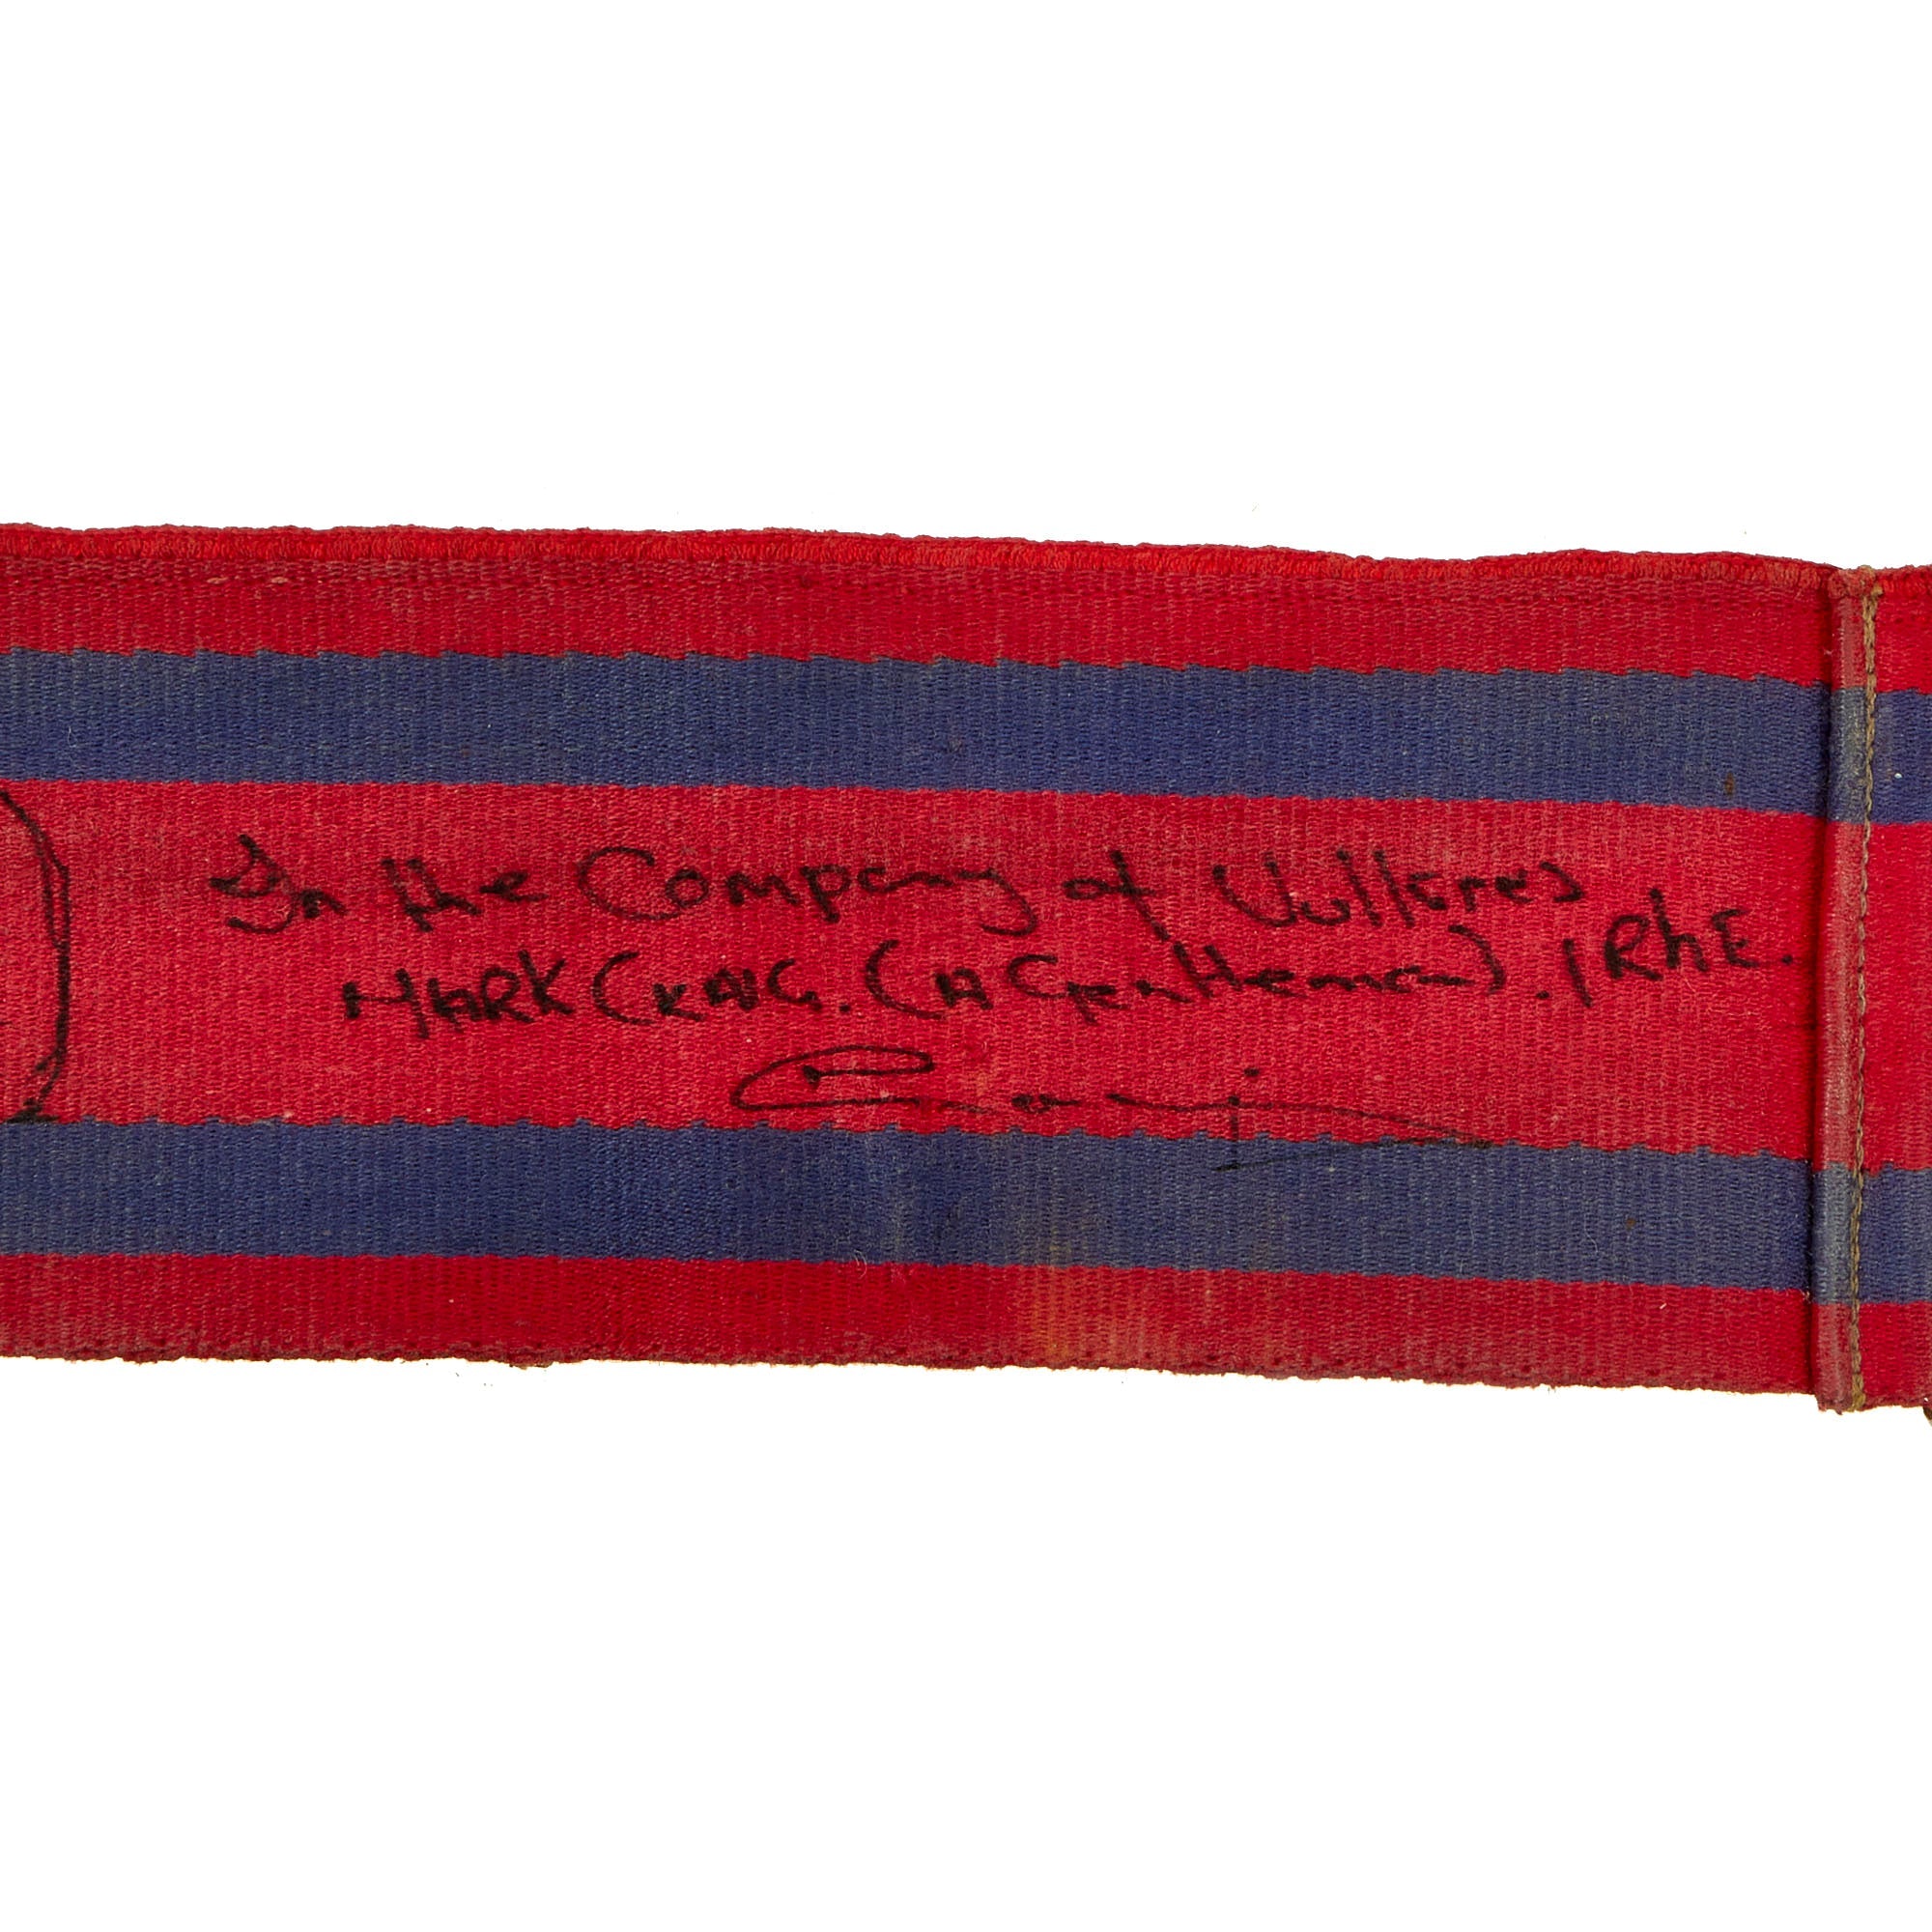 In the Company of Vultures
MARK CRAIG. (A Gentleman). 1RhE.